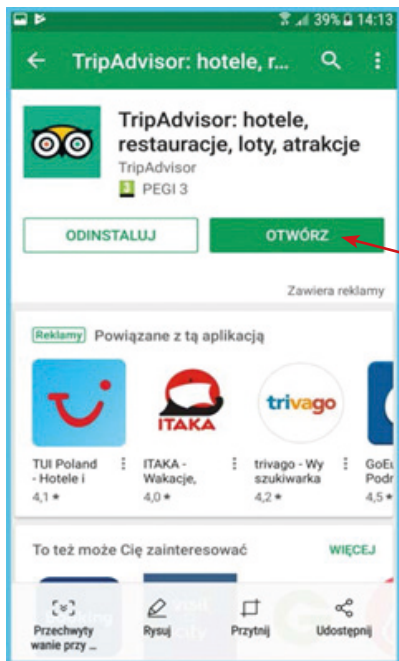 39% 14:13
TripAdvisor: hotele, r...
TripAdvisor: hotele,
restauracje, loty, atrakcje
TripAdvisor
3 PEGI 3
ODINSTALUJ OTWÓRZ
Zawiera reklamy
Reklamy Powiązane z tą aplikacją
ITAKA
trivago
TUI Poland
- Hotele i
4,1 ★
ITAKA -
Wakacje,
4,0 ★
trivago - Wy
szukiwarka
4,2 ★
GoEu
Podr
4,5 ★
To też może Cię zainteresować WIĘCEJ
Przechwyty
wanie przy ...
Rysuj
Przytnij
Udostępnij